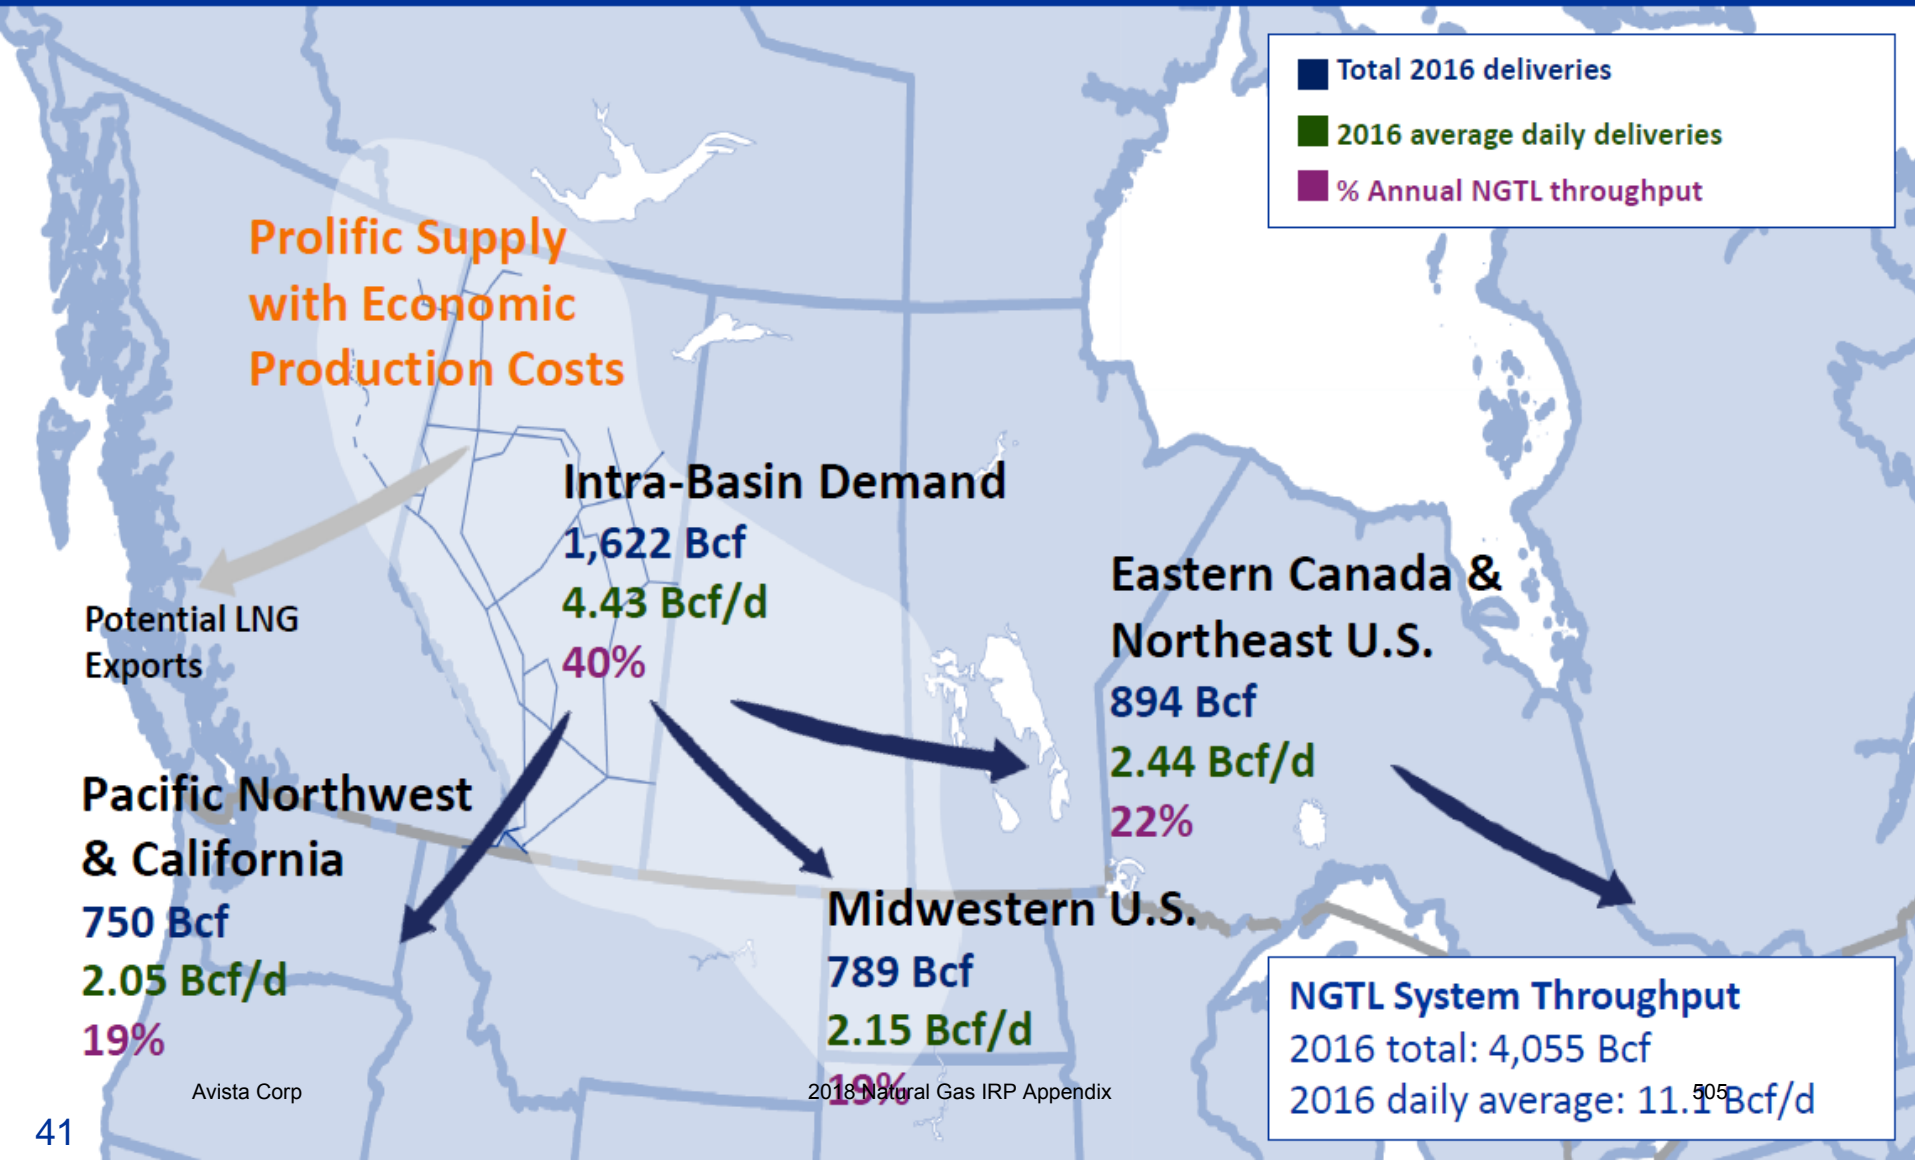 Total 2016 deliveries
2016 average daily deliveries
% Annual NGTL throughput
Prolific Supply
with Economic
Production Costs
Intra-Basin Demand
1,622 Bcf
4.43 Bcf/d
40%
Potential LNG
Exports
Eastern Canada &
Northeast U.S.
894 Bcf
2.44 Bcf/d
22%
Pacific Northwest
& California
750 Bcf
2.05 Bcf/d
19%
Midwestern U.S.
789 Bcf
2.15 Bcf/d
19%
NGTL System Throughput
2016 total: 4,055 Bcf
2016 daily average: 11.1 Bcf/d
Avista Corp
2018 Natural Gas IRP Appendix
505
41